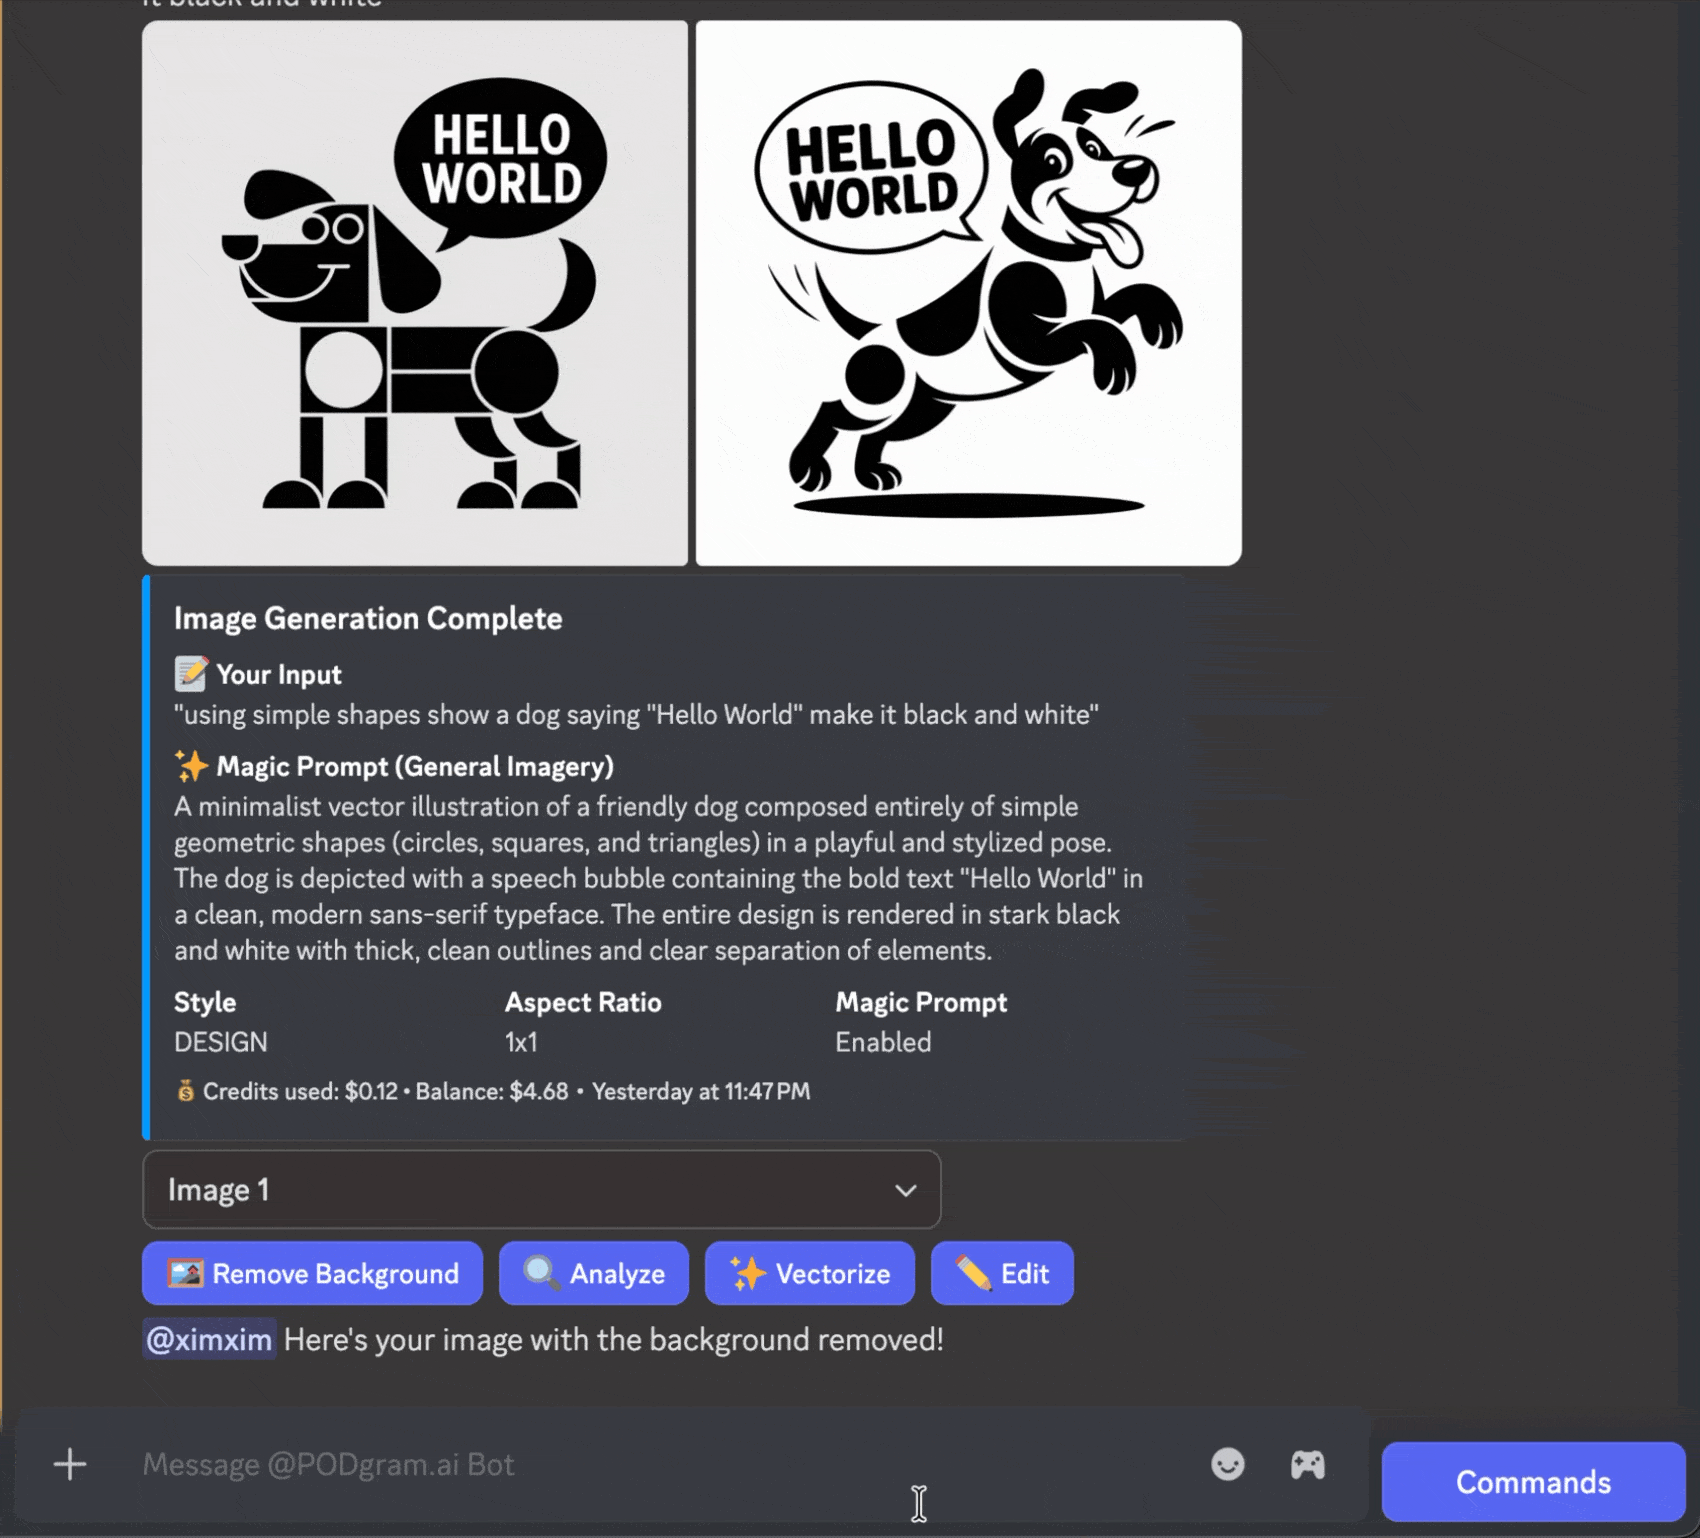 it black and white
HELLO
WORLD
HELLO
WORLD
Image Generation Complete
Your Input
"using simple shapes show a dog saying "Hello World" make it black and white"
Magic Prompt (General Imagery)
A minimalist vector illustration of a friendly dog composed entirely of simple
geometric shapes (circles, squares, and triangles) in a playful and stylized pose.
The dog is depicted with a speech bubble containing the bold text "Hello World" in
a clean, modern sans-serif typeface. The entire design is rendered in stark black
and white with thick, clean outlines and clear separation of elements.
Style Aspect Ratio Magic Prompt
DESIGN 1x1 Enabled
Credits used: $0.12 • Balance: $4.68 • Yesterday at 11:47 PM
Image 1
Remove Background Analyze Vectorize Edit
@ximxim Here's your image with the background removed!
Message @PODgram.ai Bot
Commands